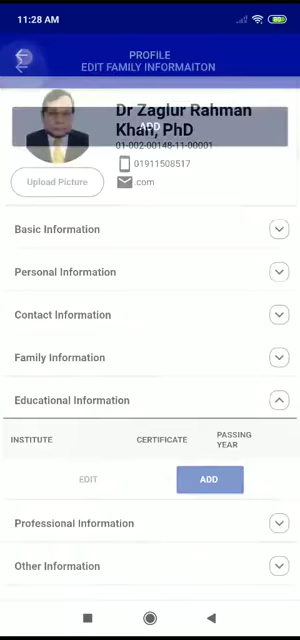 11:28 AM
PROFILE
EDIT FAMILY INFORMAITON
Dr Zaglur Rahman
Khan, PhD
ADD
01-002-00148-11-00001
01911508517
.com
Upload Picture
Basic Information
Personal Information
Contact Information
Family Information
Educational Information
INSTITUTE CERTIFICATE PASSING
YEAR
EDIT ADD
Professional Information
Other Information